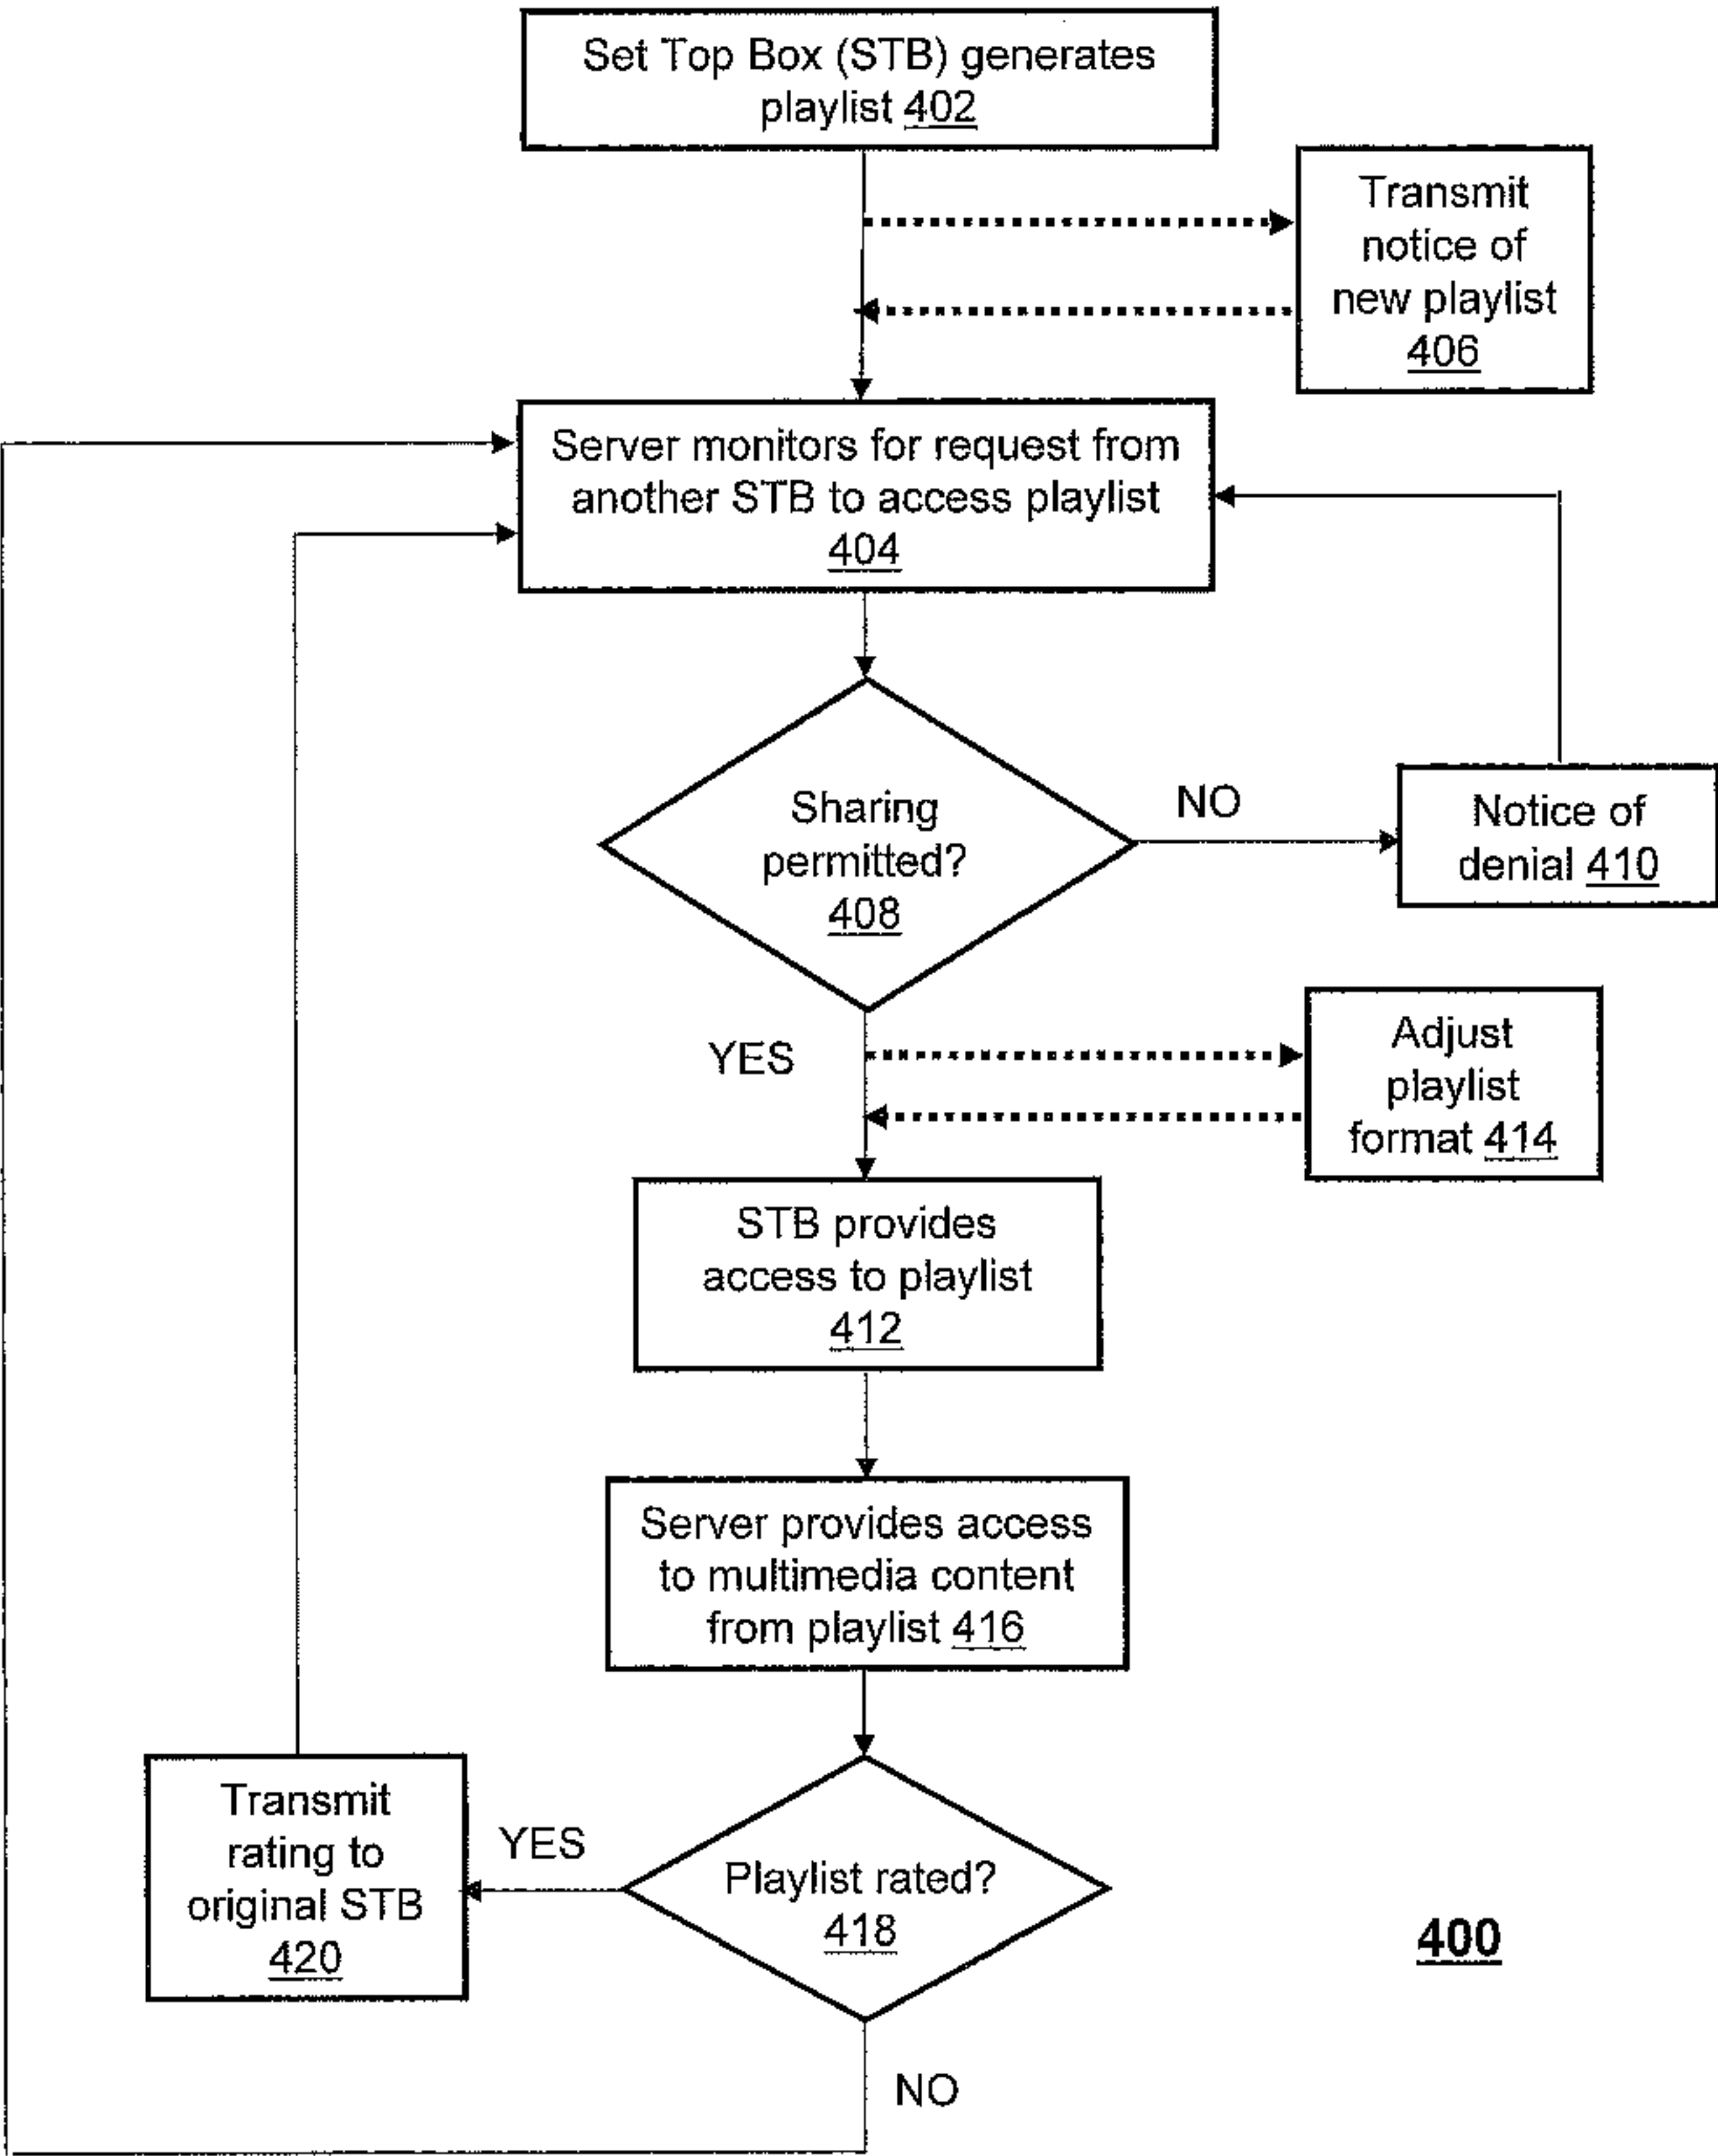 Set Top Box (STB) generates
playlist 402
Transmit
notice of
new playlist
406
Server monitors for request from
another STB to access playlist
404
Sharing
permitted?
408
NO
Notice of
denial 410
YES
Adjust
playlist
format 414
STB provides
access to playlist
412
Server provides access
to multimedia content
from playlist 416
Transmit
rating to
original STB
420
YES
Playlist rated?
418
400
NO